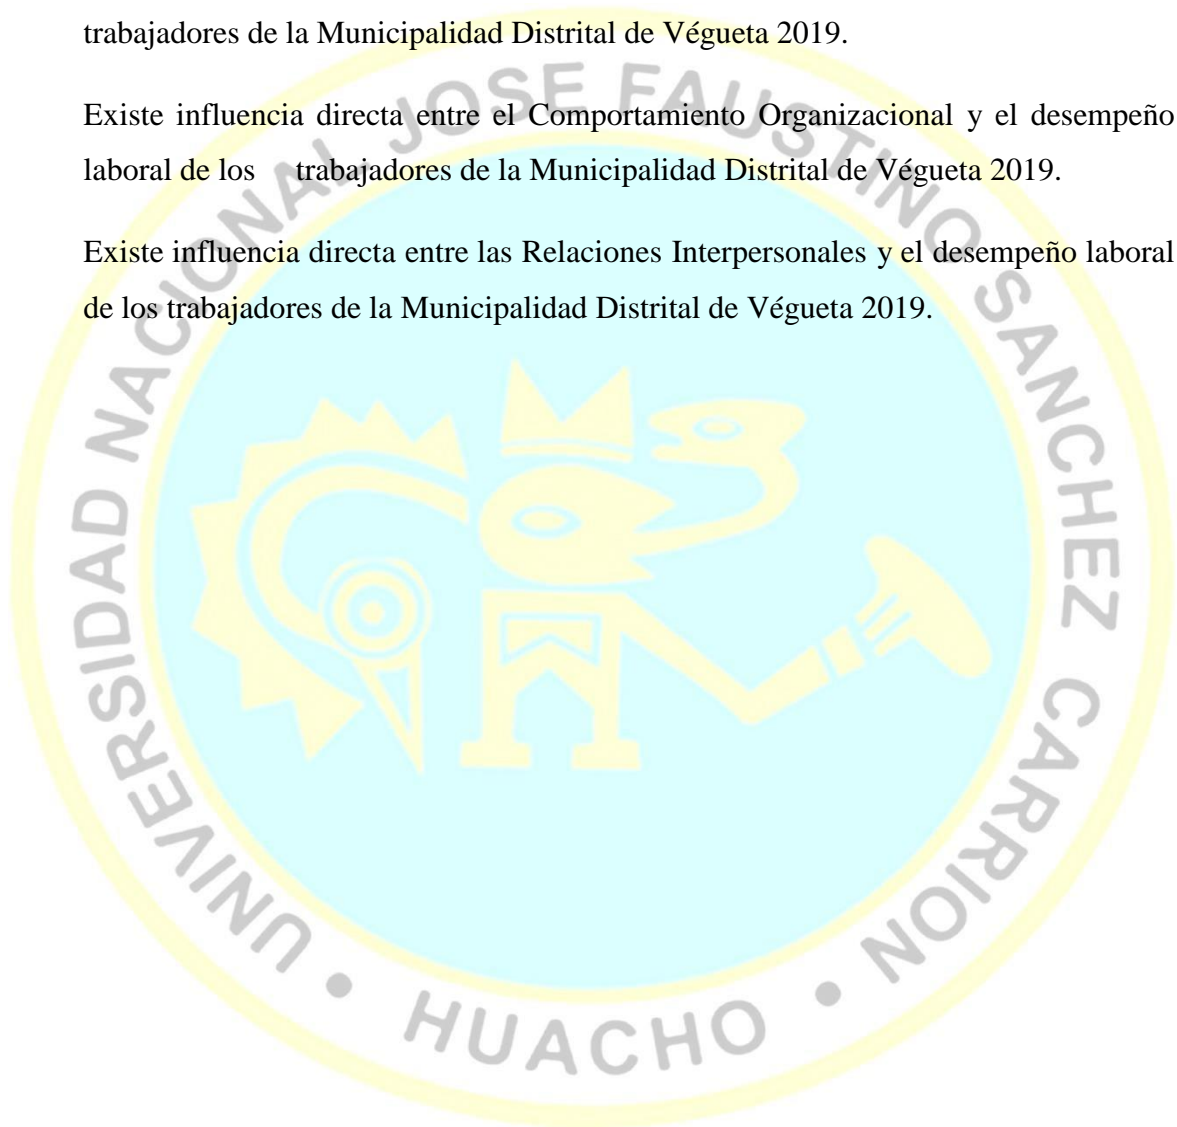 trabajadores de la Municipalidad Distrital de Végueta 2019.
Existe influencia directa entre el Comportamiento Organizacional y el desempeño
laboral de los trabajadores de la Municipalidad Distrital de Végueta 2019.
Existe influencia directa entre las Relaciones Interpersonales y el desempeño laboral
de los trabajadores de la Municipalidad Distrital de Végueta 2019.
UNIVERSIDAD NACIONAL JOSE FAUSTINO SANCHEZ CARRION • HUACHO •